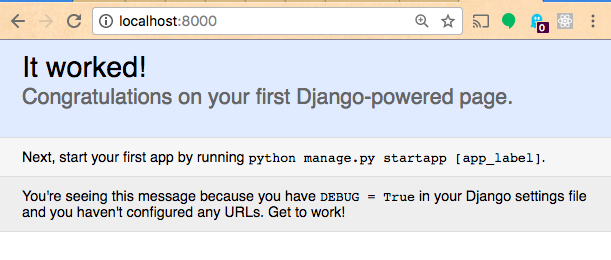 localhost:8000
0
It worked!
Congratulations on your first Django-powered page.
Next, start your first app by running python manage.py startapp [app_label].
You're seeing this message because you have DEBUG = True in your Django settings file
and you haven't configured any URLs. Get to work!